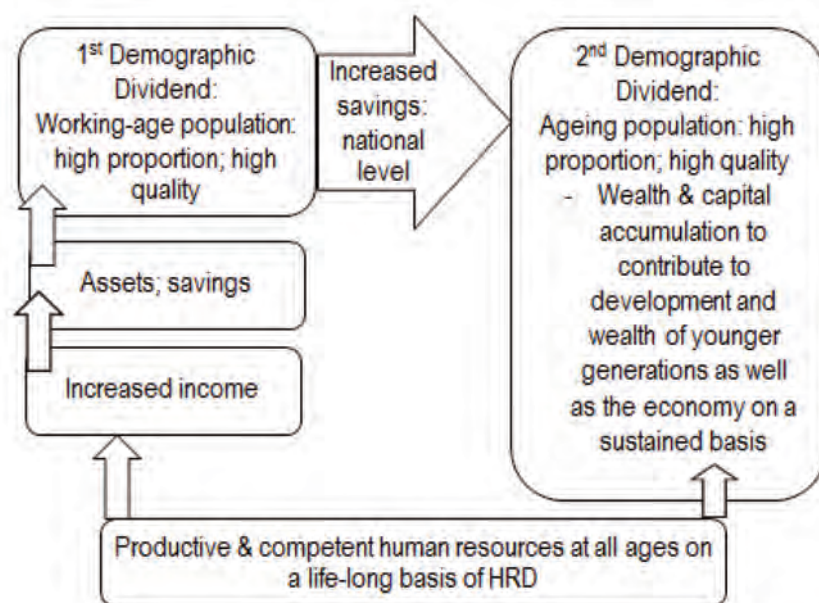 1st Demographic
Dividend:
Working-age population:
high proportion; high
quality
Increased
savings:
national
level
2nd Demographic
Dividend:
Ageing population: high
proportion; high quality
- Wealth & capital
accumulation to
contribute to
development and
wealth of younger
generations as well
as the economy on a
sustained basis
Assets; savings
Increased income
Productive & competent human resources at all ages on
a life-long basis of HRD